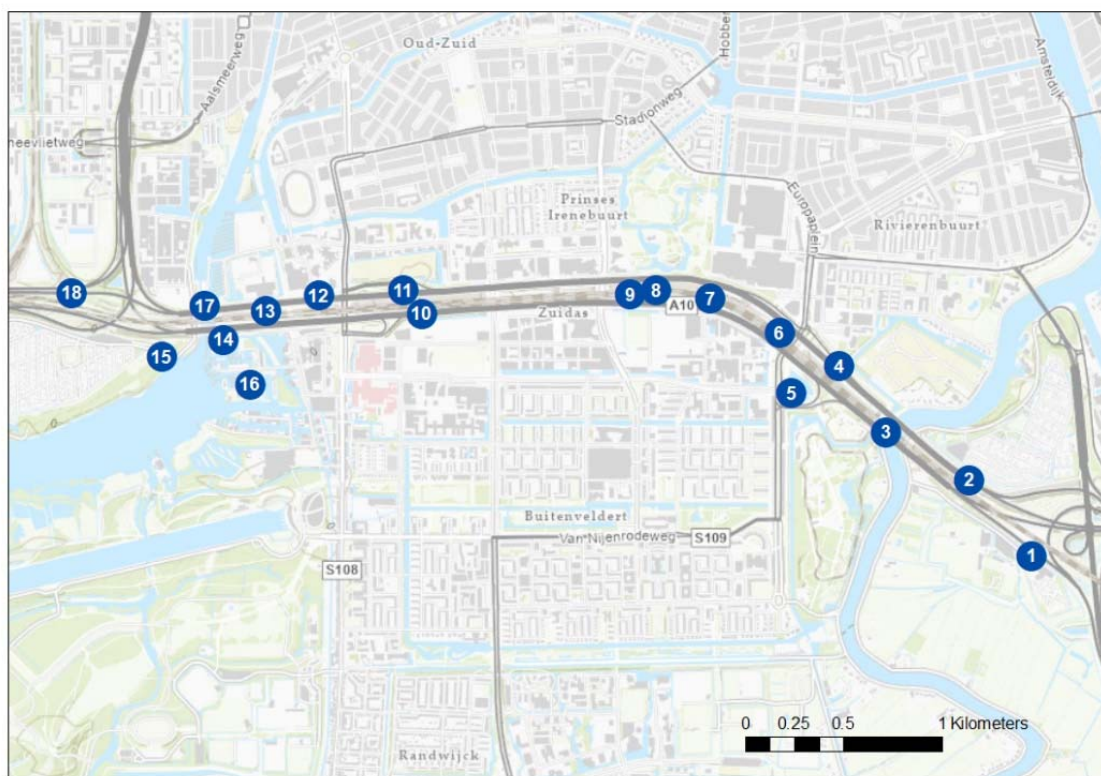 Oud-Zuid
Hobbe
Aalsmeerweg
Amsterdijk
Stadionweg
heevlietweg
Europaplein
Prinses
Irenebuurt
Rivierenbuurt
18
17
13
12
11
10
9
8
A10
7
Zuidas
14
15
16
6
4
5
3
2
1
Buitenveldert
Van Nijenrodeweg
S109
S108
Randwijck
0 0.25 0.5 1 Kilometers